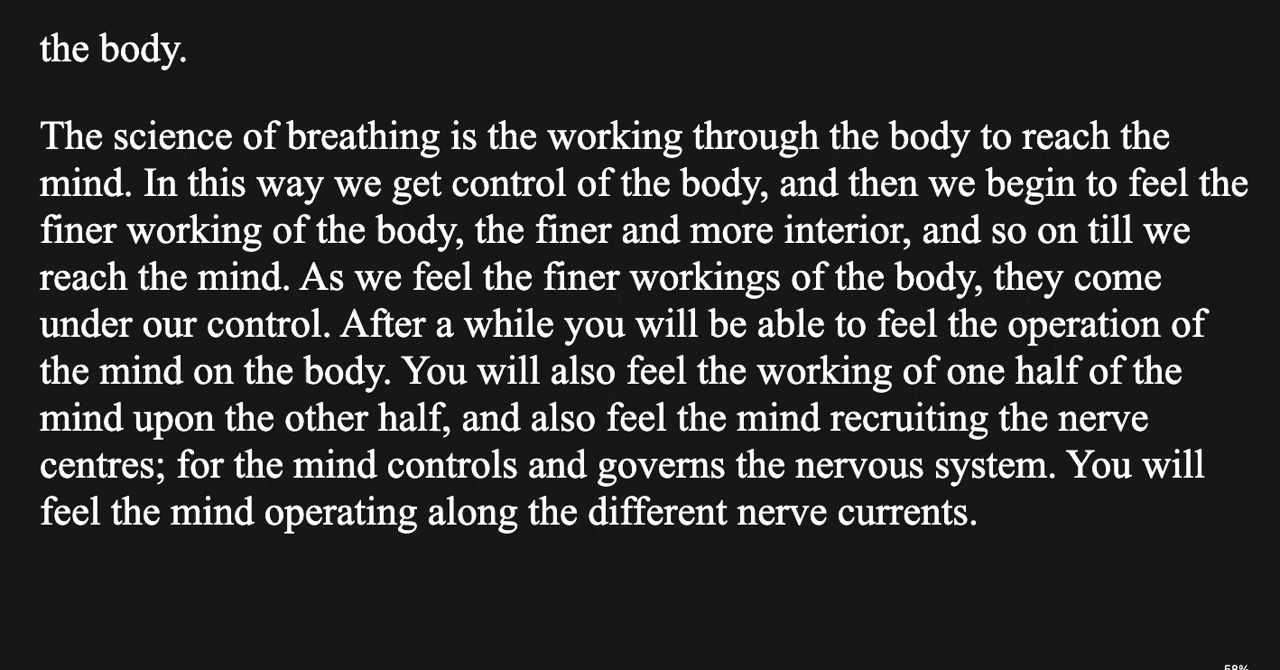 the body.
The science of breathing is the working through the body to reach the
mind. In this way we get control of the body, and then we begin to feel the
finer working of the body, the finer and more interior, and so on till we
reach the mind. As we feel the finer workings of the body, they come
under our control. After a while you will be able to feel the operation of
the mind on the body. You will also feel the working of one half of the
mind upon the other half, and also feel the mind recruiting the nerve
centres; for the mind controls and governs the nervous system. You will
feel the mind operating along the different nerve currents.
58%